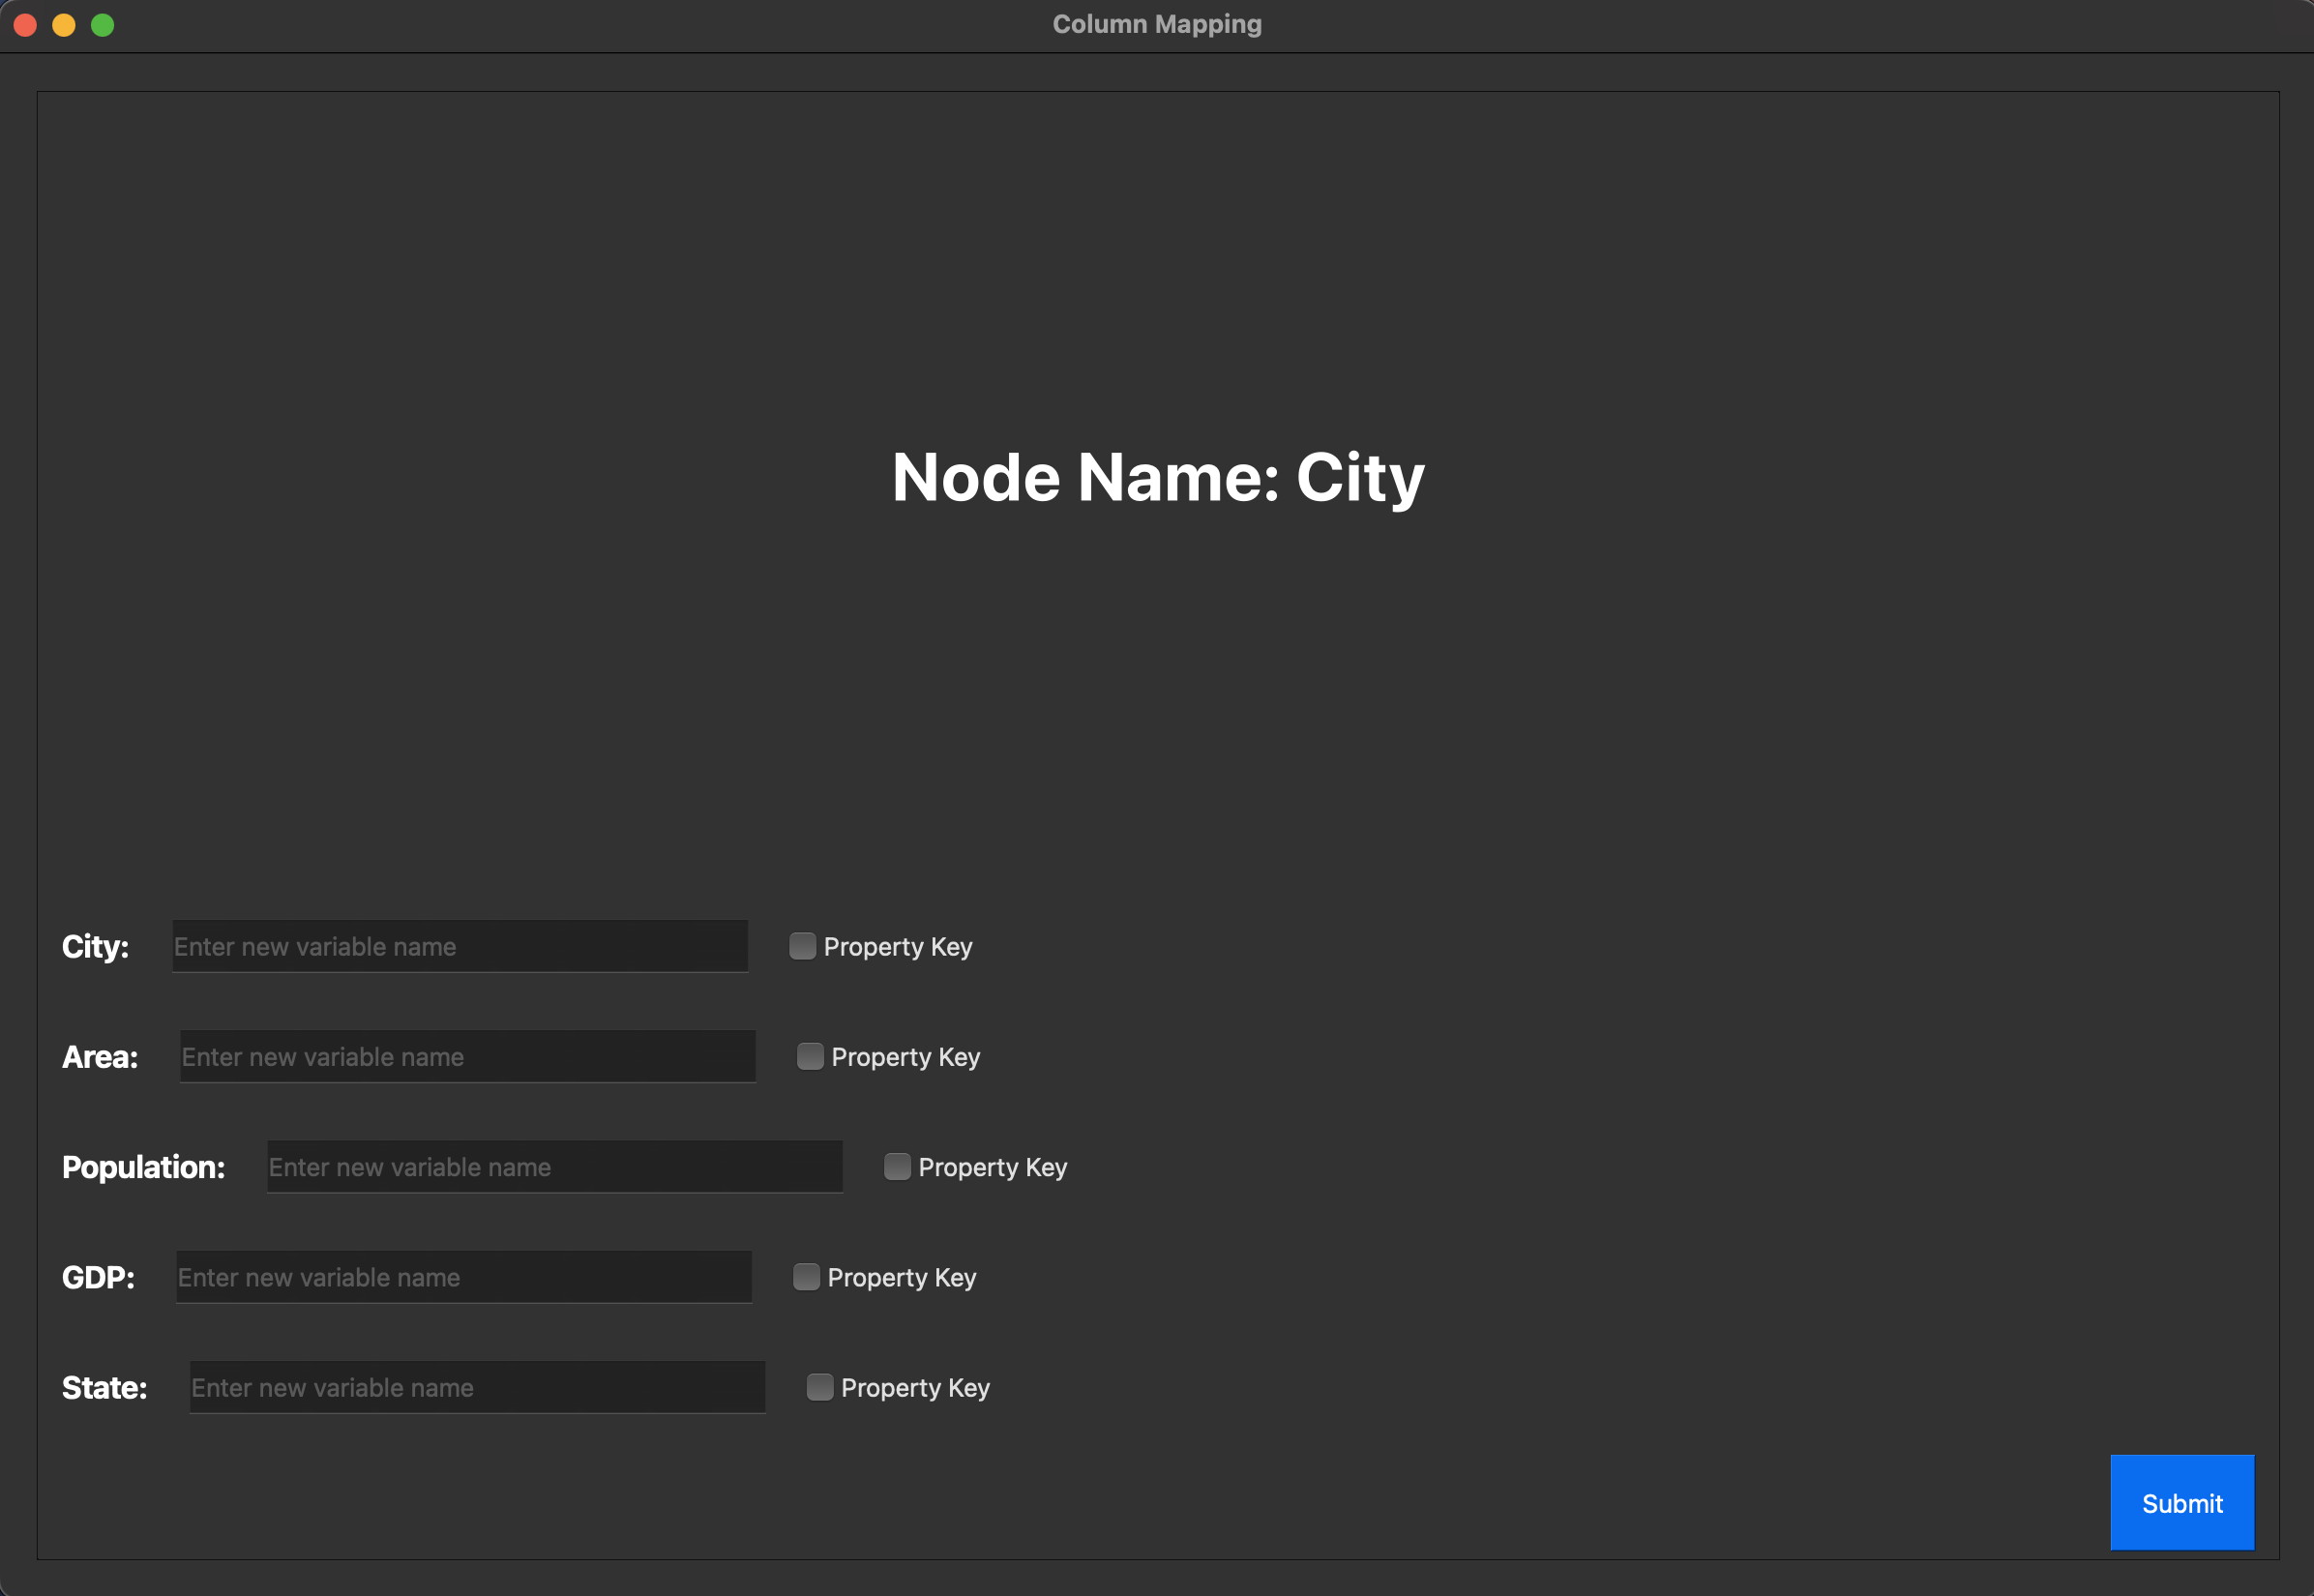 Column Mapping
Node Name: City
City: Enter new variable name Property Key
Area: Enter new variable name Property Key
Population: Enter new variable name Property Key
GDP: Enter new variable name Property Key
State: Enter new variable name Property Key
Submit